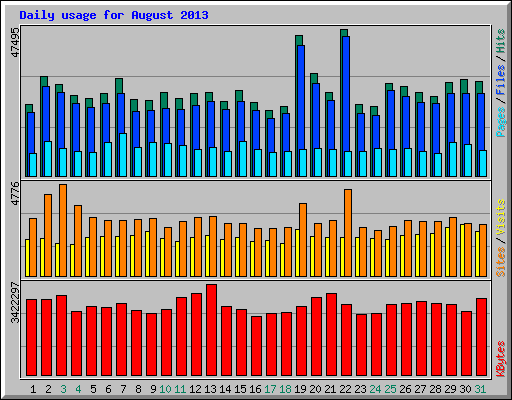 Daily usage for August 2013
47495
Pages / Files / Hits
4776
Sites / Visits
3422297
KBytes
1 2 3 4 5 6 7 8 9 10 11 12 13 14 15 16 17 18 19 20 21 22 23 24 25 26 27 28 29 30 31